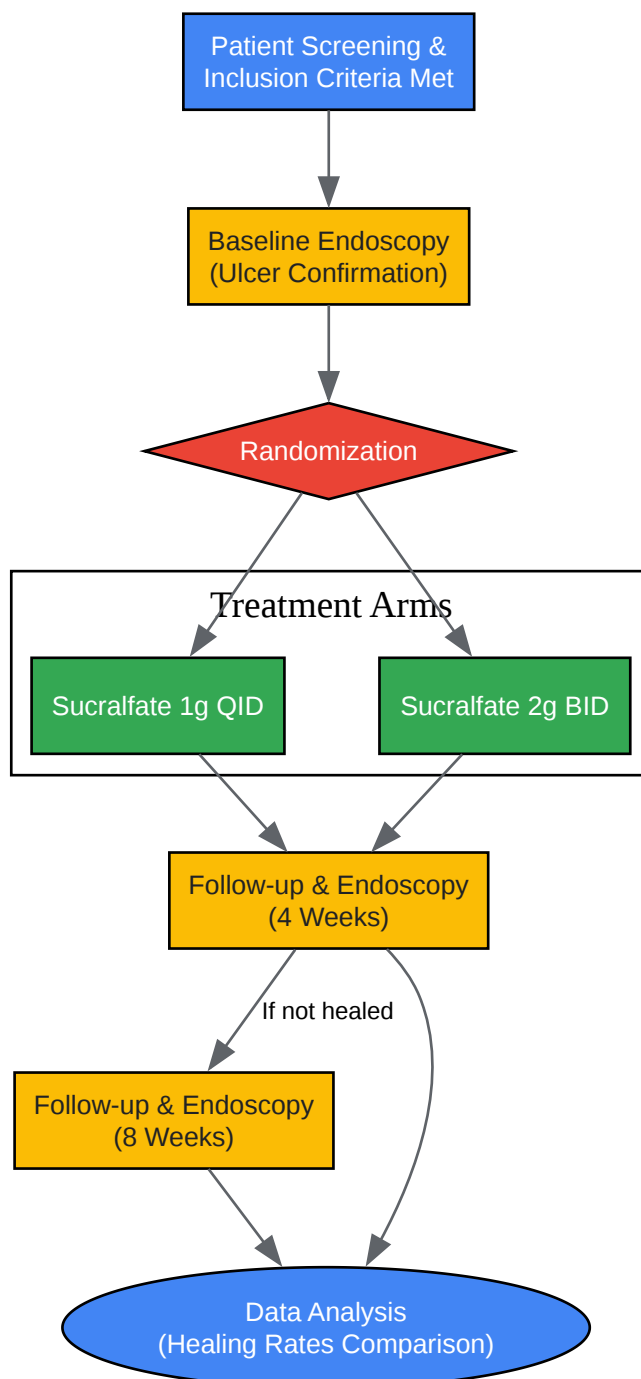 Patient Screening &
Inclusion Criteria Met
Baseline Endoscopy
(Ulcer Confirmation)
Randomization
Treatment Arms
Sucralfate 1g QID
Sucralfate 2g BID
Follow-up & Endoscopy
(4 Weeks)
If not healed
Follow-up & Endoscopy
(8 Weeks)
Data Analysis
(Healing Rates Comparison)